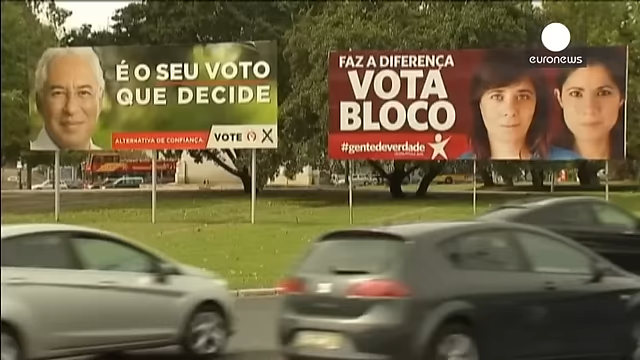 É O SEU VOTO
QUE DECIDE
ALTERNATIVA DE CONFIANÇA.
VOTE
FAZ A DIFERENÇA
VOTA
BLOCO
#gentedeverdade
euronews